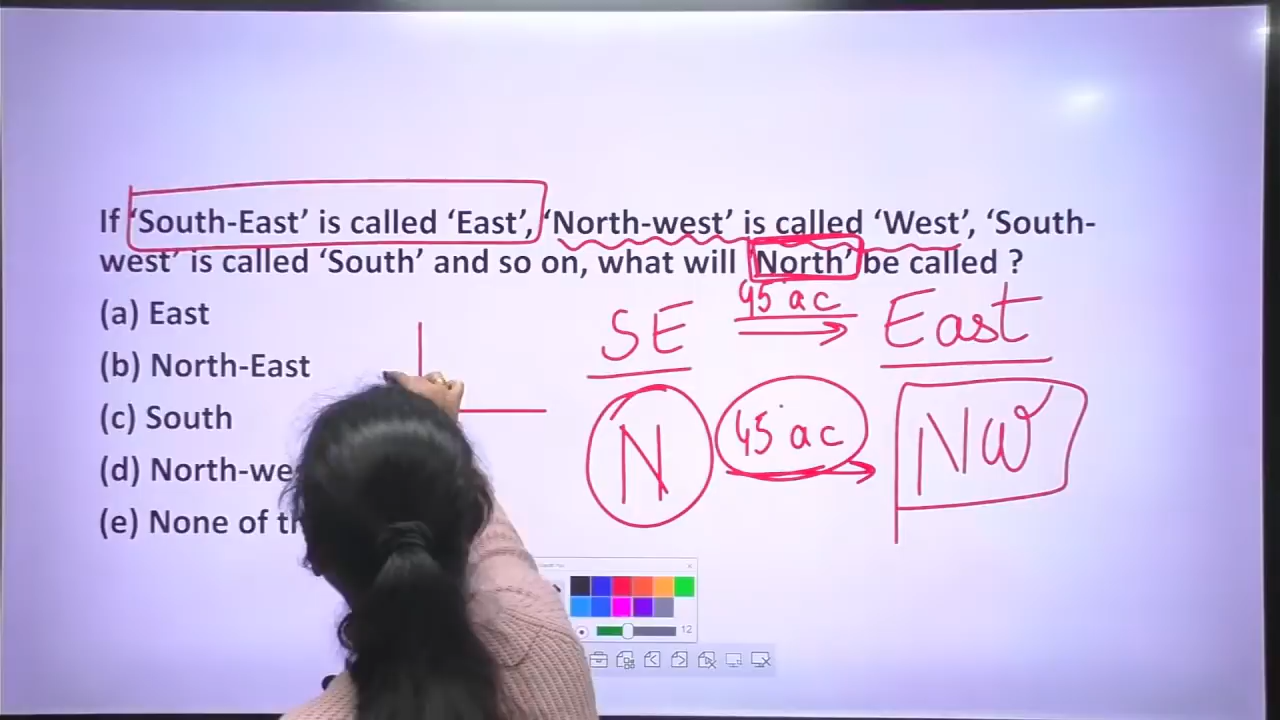 If ‘South-East’ is called ‘East’, ‘North-west’ is called ‘West’, ‘South-
west’ is called ‘South’ and so on, what will ‘North’ be called ?
(a) East
(b) North-East
(c) South
(d) North-we
(e) None of th
SE 45 ac East
N 45 ac NW
12